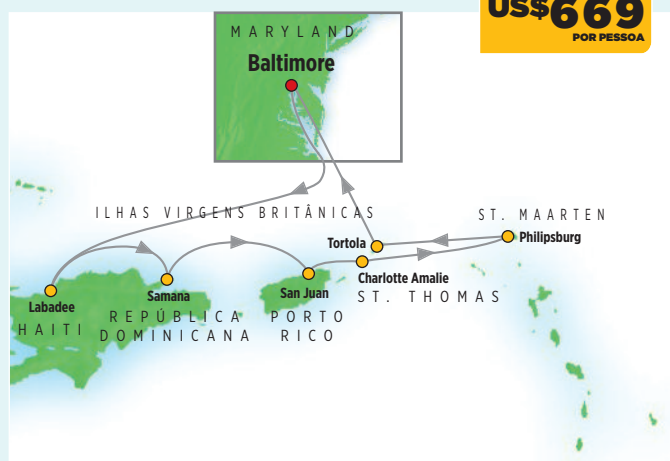 US$669
POR PESSOA
MARYLAND
Baltimore
ILHAS VIRGENS BRITÂNICAS
ST. MAARTEN
Tortola
Philipsburg
Charlotte Amalie
ST. THOMAS
San Juan
PORTO
RICO
Samana
REPÚBLICA
DOMINICANA
Labadee
HAITI